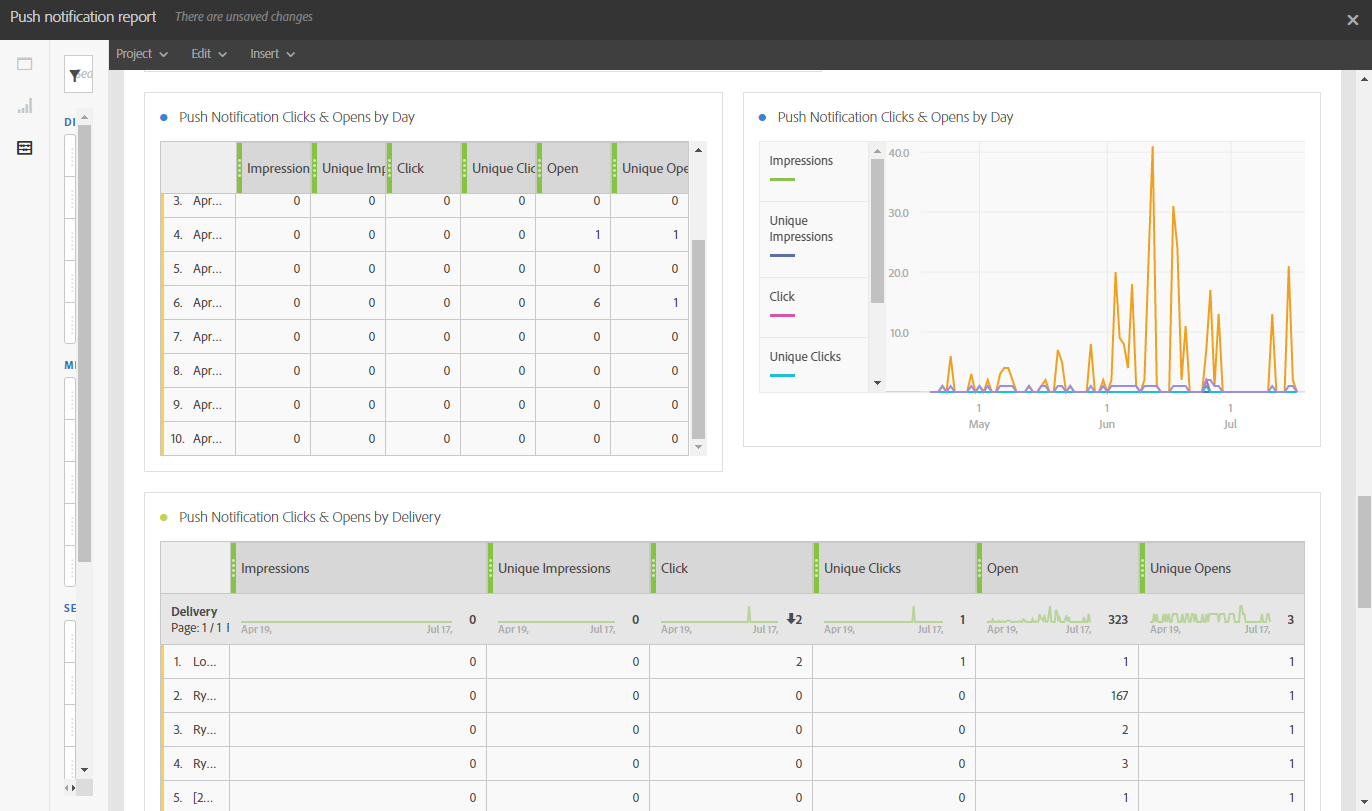 Push notification report There are unsaved changes
Project Edit Insert
DI
MI
SE
Push Notification Clicks & Opens by Day
Impression Unique Imp Click Unique Clic Open Unique Ope
3. Apr... 0 0 0 0 0 0
4. Apr... 0 0 0 0 1 1
5. Apr... 0 0 0 0 0 0
6. Apr... 0 0 0 0 6 1
7. Apr... 0 0 0 0 0 0
8. Apr... 0 0 0 0 0 0
9. Apr... 0 0 0 0 0 0
10. Apr... 0 0 0 0 0 0
Push Notification Clicks & Opens by Day
Impressions
Unique
Impressions
Click
Unique Clicks
40.0
30.0
20.0
10.0
1 1 1
May Jun Jul
Push Notification Clicks & Opens by Delivery
Impressions Unique Impressions Click Unique Clicks Open Unique Opens
Delivery 0 0 2 1 323 3
Page: 1 / 1 Apr 19, Jul 17, Apr 19, Jul 17, Apr 19, Jul 17, Apr 19, Jul 17, Apr 19, Jul 17, Apr 19, Jul 17,
1. Lo... 0 0 2 1 1 1
2. Ry... 0 0 0 0 167 1
3. Ry... 0 0 0 0 2 1
4. Ry... 0 0 0 0 3 1
5. [2... 0 0 0 0 1 1